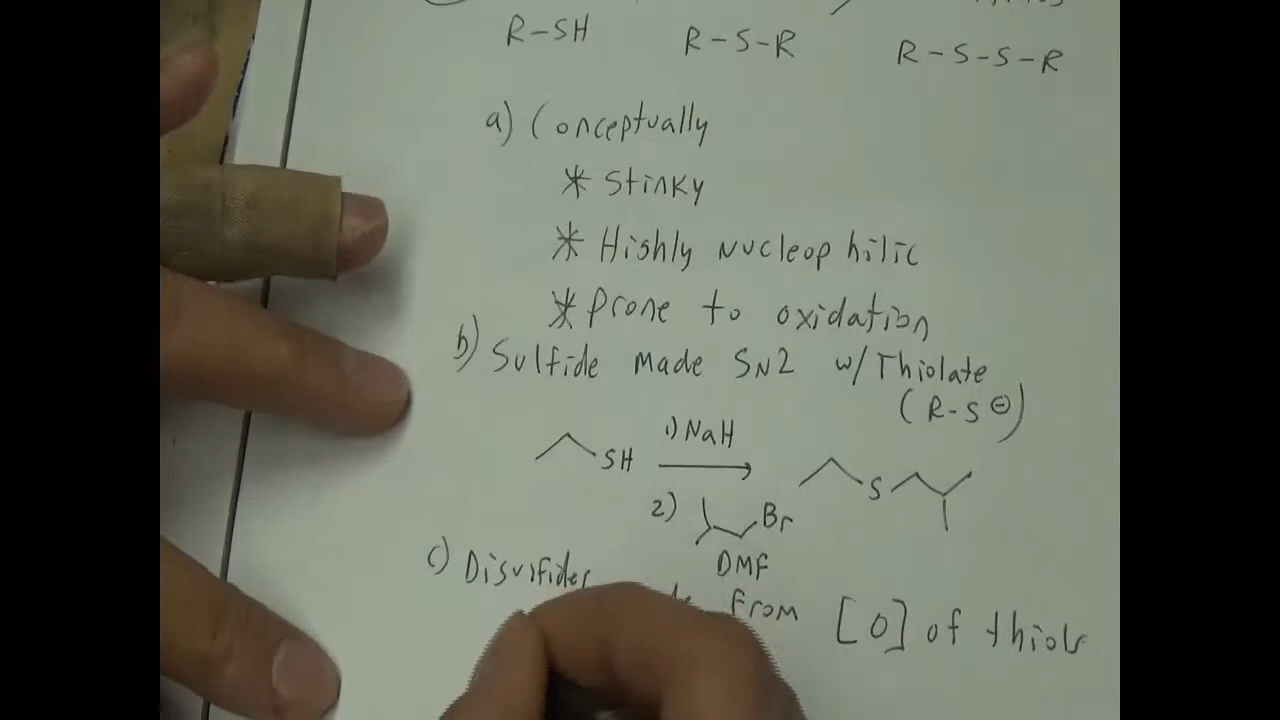 R-SH R-S-R R-S-S-R
a) Conceptually
* Stinky
* Highly nucleophilic
* Prone to oxidation
b) Sulfide made SN2 w/ Thiolate
(R-S⊖)
SH 1) NaH S
2) Br
DMF
c) Disulfides from [O] of thiols